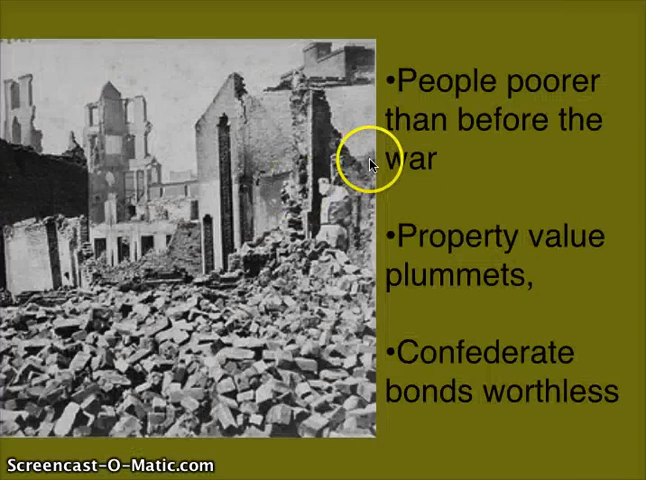 •People poorer
than before the
war
•Property value
plummets,
•Confederate
bonds worthless
Screencast-O-Matic.com